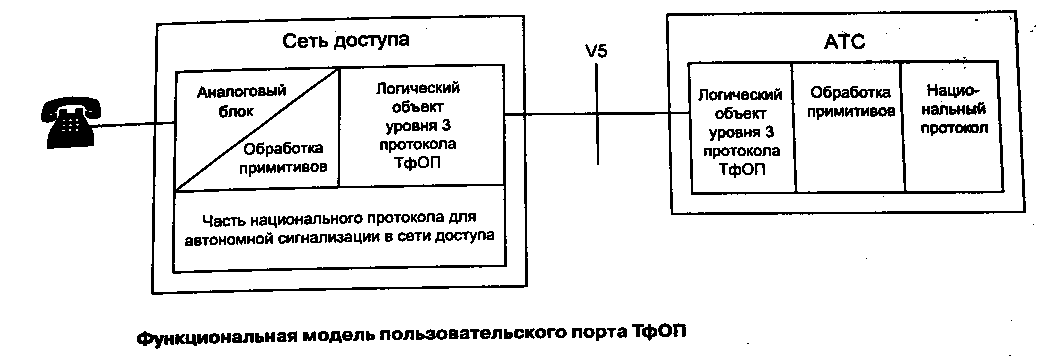 Сеть доступа
Аналоговый
блок
Обработка
примитивов
Логический
объект
уровня 3
протокола
ТфОП
Часть национального протокола для
автономной сигнализации в сети доступа
V5
АТС
Логический
объект
уровня 3
протокола
ТфОП
Обработка
примитивов
Нацио-
нальный
протокол
Функциональная модель пользовательского порта ТфОП